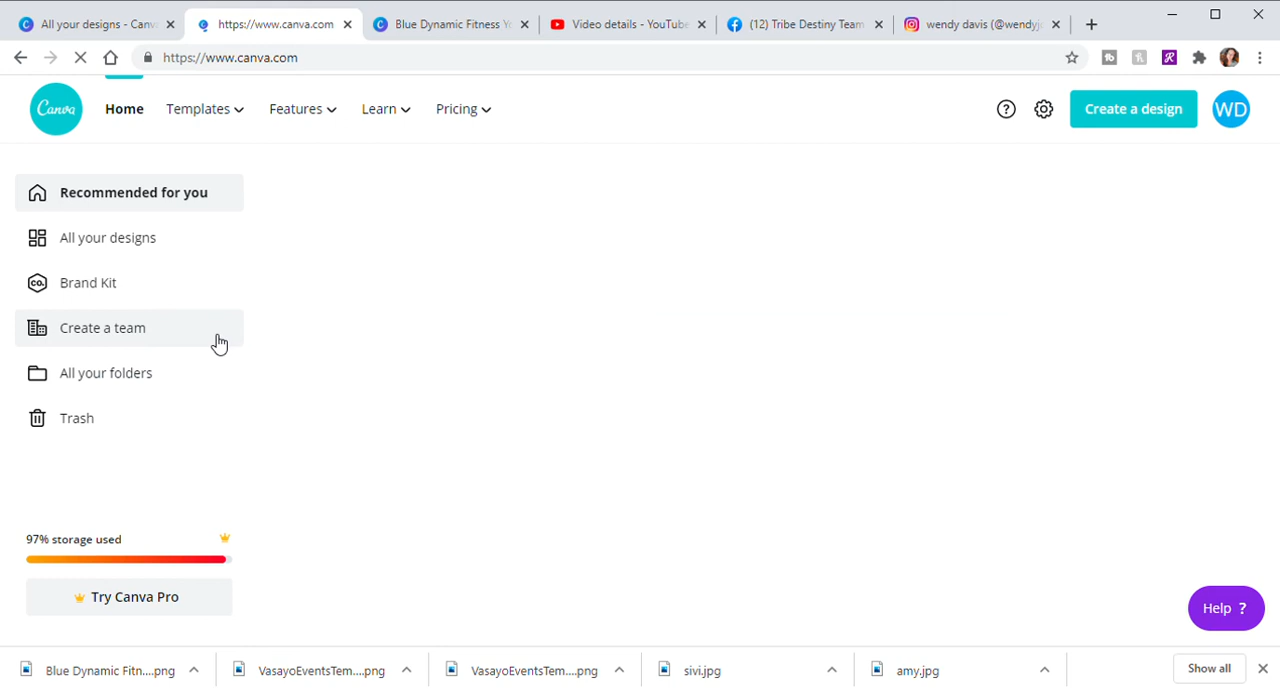 All your designs - Canv
https://www.canva.com
Blue Dynamic Fitness Y
Video details - YouTube
(12) Tribe Destiny Team
wendy davis (@wendyj
https://www.canva.com
Canva
Home
Templates
Features
Learn
Pricing
?
Create a design
WD
Recommended for you
All your designs
CO.
Brand Kit
Create a team
All your folders
Trash
97% storage used
Try Canva Pro
Help ?
Blue Dynamic Fitn....png
VasayoEventsTem....png
VasayoEventsTem....png
sivi.jpg
amy.jpg
Show all